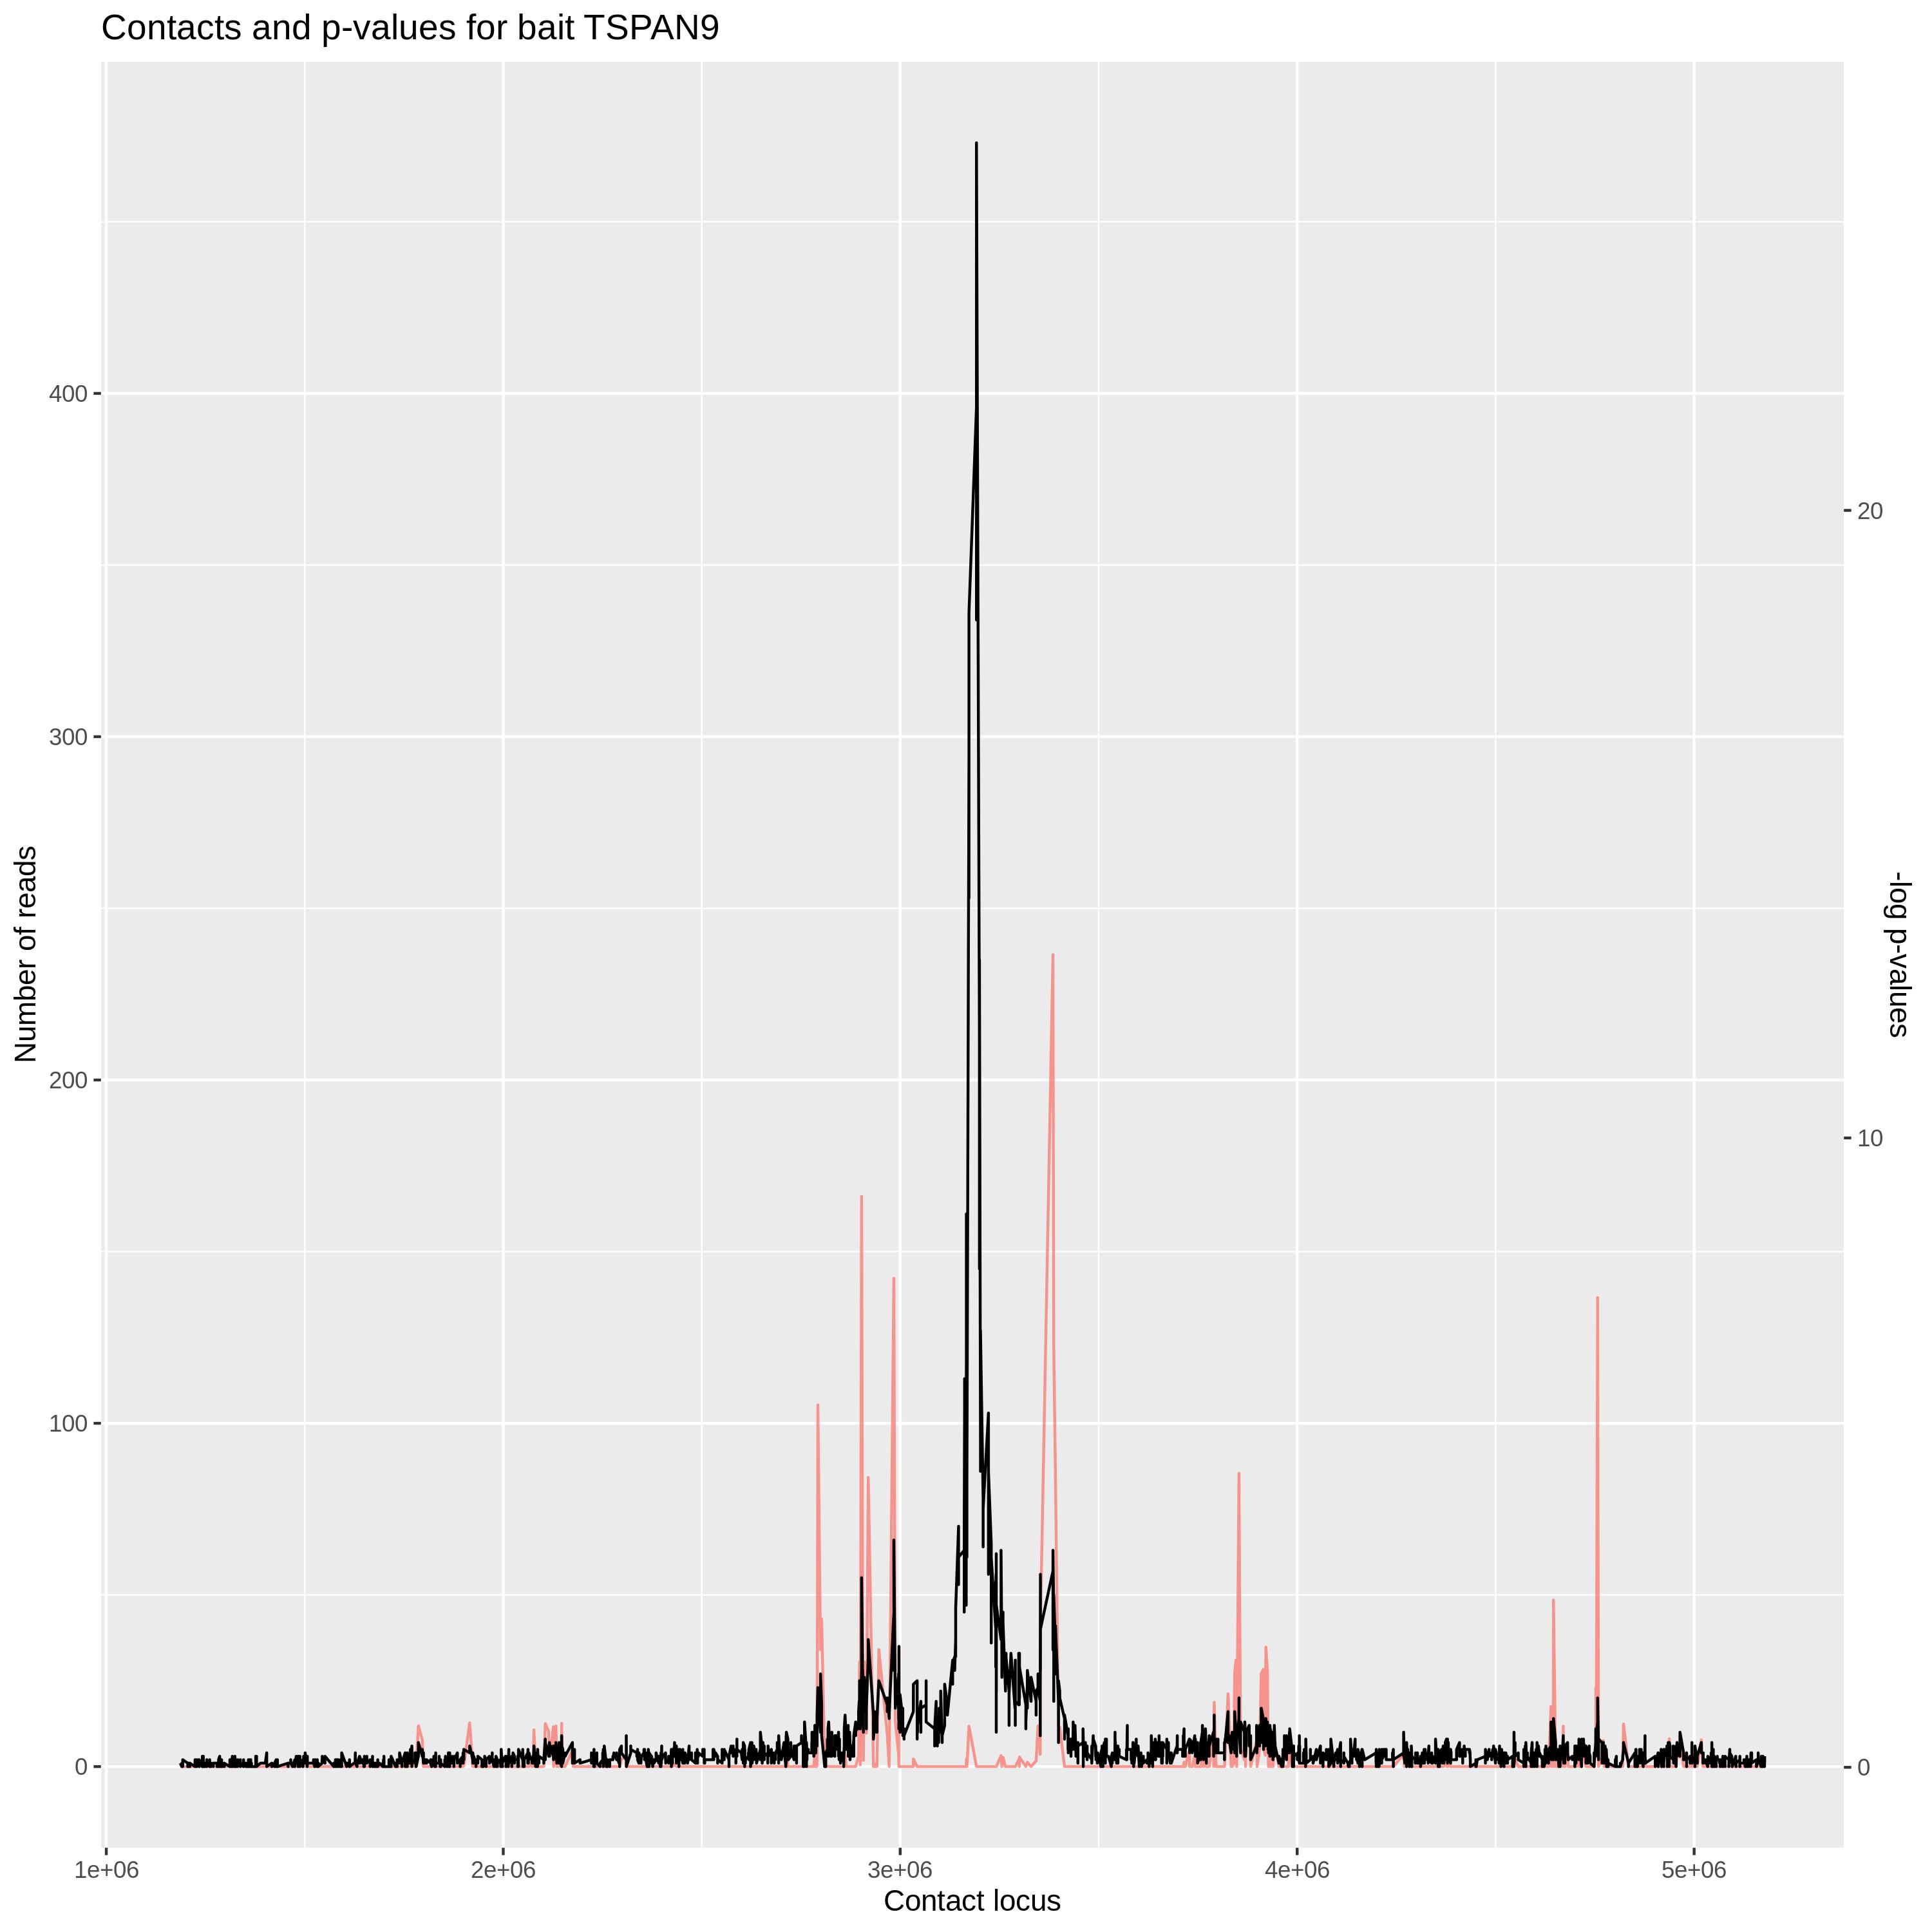 Contacts and p-values for bait TSPAN9
Number of reads
400
300
200
100
0
20
10
0
-log p-values
1e+06
2e+06
3e+06
4e+06
5e+06
Contact locus